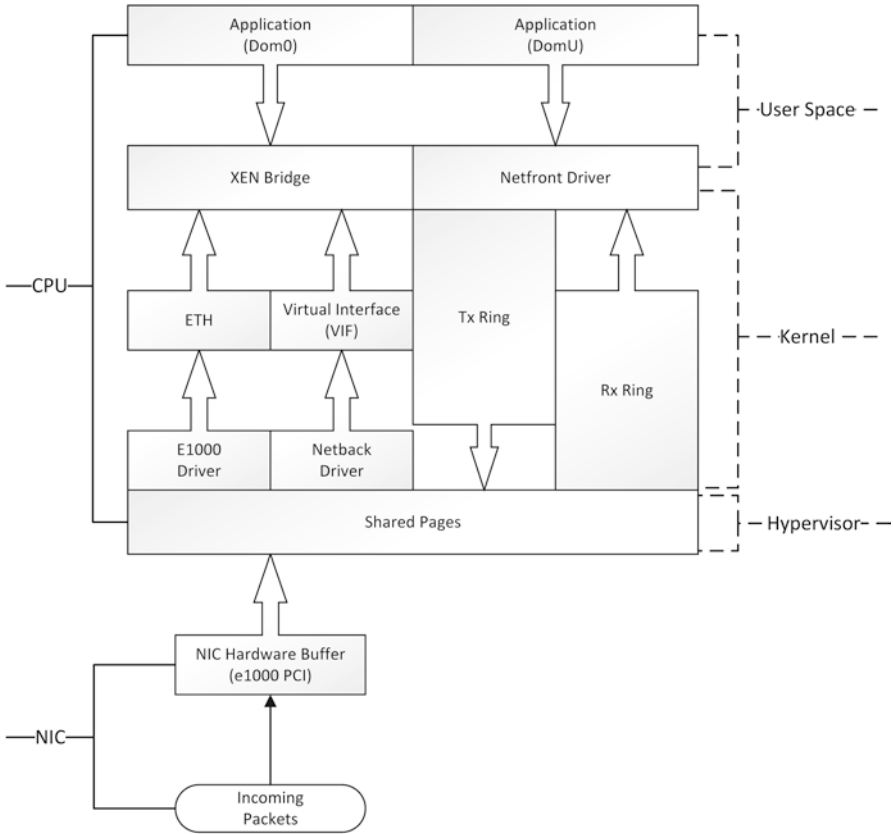 Application
(Dom0)
Application
(DomU)
User Space
XEN Bridge
Netfront Driver
CPU
ETH
Virtual Interface
(VIF)
Tx Ring
Kernel
Rx Ring
E1000
Driver
Netback
Driver
Shared Pages
Hypervisor
NIC Hardware Buffer
(e1000 PCI)
NIC
Incoming
Packets